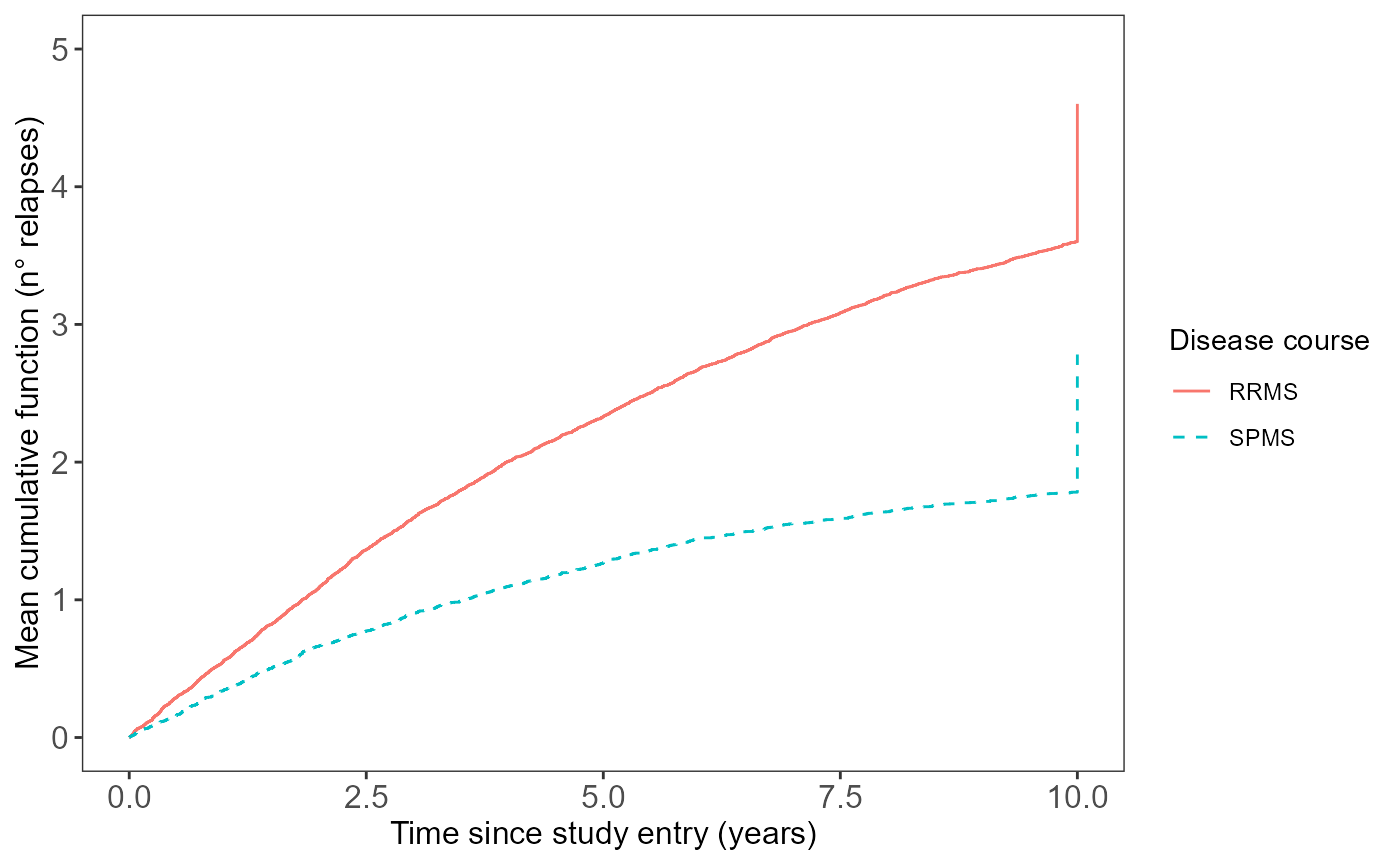 Mean cumulative function (n° relapses)
5
4
3
2
1
0
0.0 2.5 5.0 7.5 10.0
Time since study entry (years)
Disease course
RRMS
SPMS